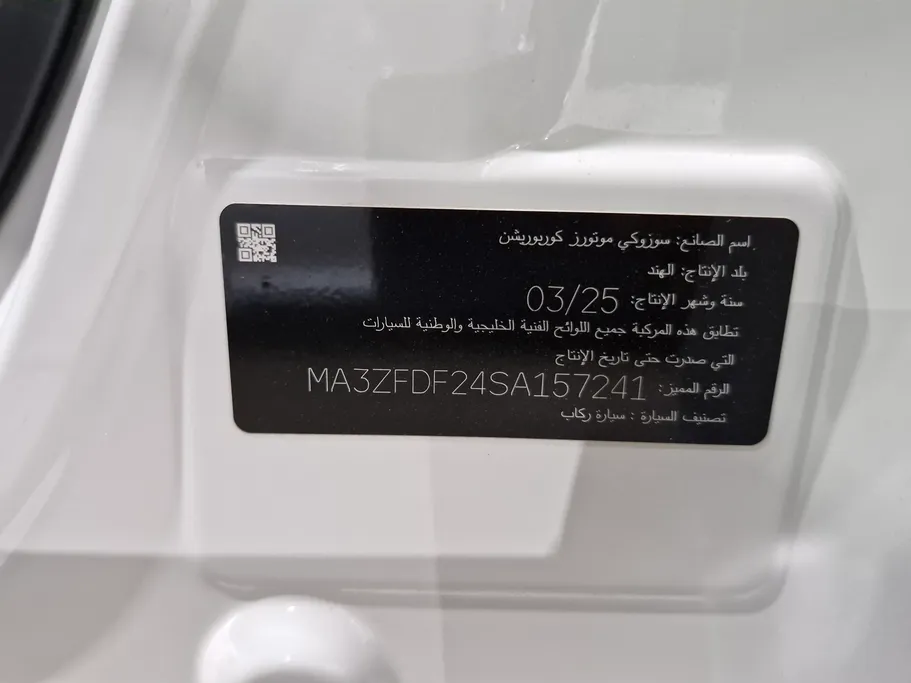 اسم الصانع: سوزوكي موتورز كوربوريشن
بلد الإنتاج: الهند
سنة وشهر الإنتاج: 03/25
تطابق هذه المركبة جميع اللوائح الفنية الخليجية والوطنية للسيارات
التي صدرت حتى تاريخ الإنتاج
الرقم المميز: MA3ZFDF24SA157241
تصنيف السيارة : سيارة ركاب